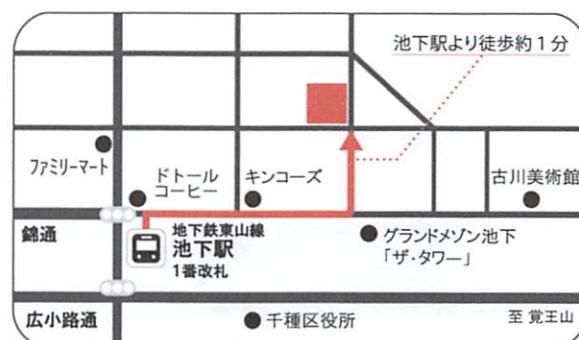 池下駅より徒歩約1分
ファミリーマート
ドトール
コーヒー
キンコーズ
古川美術館
錦通
地下鉄東山線
池下駅
1番改札
グランドメゾン池下
「ザ・タワー」
広小路通
千種区役所
至 覚王山